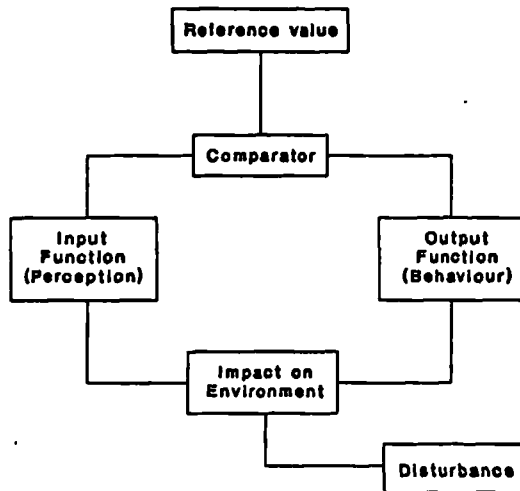 Reference value
Comparator
Input
Function
(Perception)
Output
Function
(Behaviour)
Impact on
Environment
Disturbance